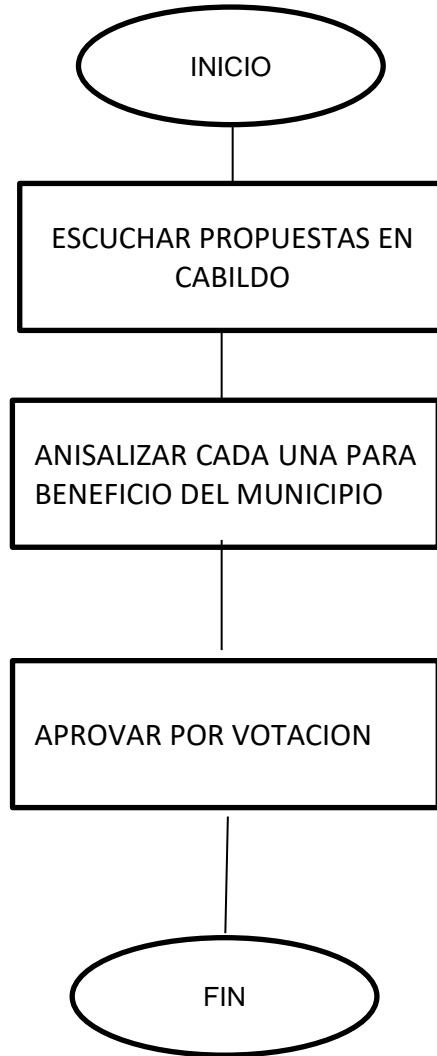 INICIO
ESCUCHAR PROPUESTAS EN
CABILDO
ANISALIZAR CADA UNA PARA
BENEFICIO DEL MUNICIPIO
APROVAR POR VOTACION
FIN